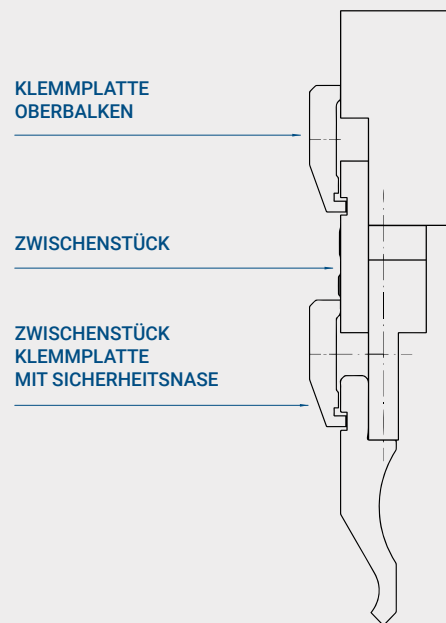 KLEMMPLATTE
OBERBALKEN
ZWISCHENSTÜCK
ZWISCHENSTÜCK
KLEMMPLATTE
MIT SICHERHEITSNASE